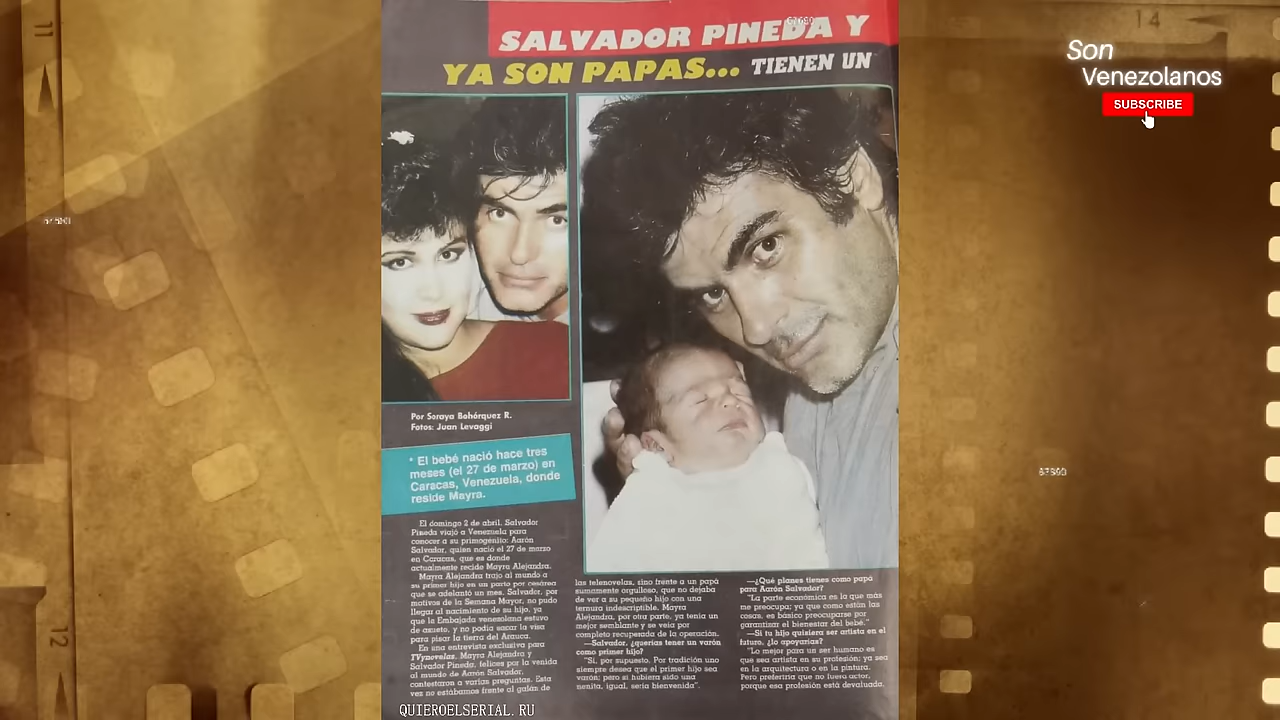 SALVADOR PINEDA Y
YA SON PAPAS... TIENEN UN
Son
Venezolanos
SUBSCRIBE
14
11
12
67690
Por Soraya Bohórquez R.
Fotos: Juan Levaggi
* El bebé nació hace tres
meses (el 27 de marzo) en
Caracas, Venezuela, donde
reside Mayra.
El domingo 2 de abril, Salvador
Pineda viajó a Venezuela para
conocer a su primogénito: Aarón
Salvador, quien nació el 27 de marzo
en Caracas, que es donde
actualmente recide Mayra Alejandra.
Mayra Alejandra trajo al mundo a
su primer hijo en un parto por cesárea
que se adelantó un mes. Salvador, por
motivos de la Semana Mayor, no pudo
llegar al nacimiento de su hijo, ya
que la Embajada venezolana estuvo
de asueto, y no podía sacar la visa
para pisar la tierra del Arauca.
En una entrevista exclusiva para
TVynovelas, Mayra Alejandra y
Salvador Pineda, felices por la venida
al mundo de Aarón Salvador,
contestaron a varias preguntas. Esta
vez no estábamos frente al galán de
las telenovelas, sino frente a un papá
sumamente orgulloso, que no dejaba
de ver a su pequeño hijo con una
ternura indescriptible. Mayra
Alejandra, por otra parte, ya tenía un
mejor semblante y se veía por
completo recuperada de la operación.
—Salvador, ¿querías tener un varón
como primer hijo?
"Sí, por supuesto. Por tradición uno
siempre desea que el primer hijo sea
varón; pero si hubiera sido una
nenita, igual, sería bienvenida".
—¿Qué planes tienes como papá
para Aarón Salvador?
"La parte económica es la que más
me preocupa; ya que como están las
cosas, es básico preocuparse por
garantizar el bienestar del bebé."
—Si tu hijo quisiera ser artista en el
futuro, ¿lo apoyarías?
"Lo mejor para un ser humano es
que sea artista en su profesión; ya sea
en la arquitectura o en la pintura.
Pero preferiría que no fuera actor,
porque esa profesión está devaluada.
QUIEROELSERIAL.RU